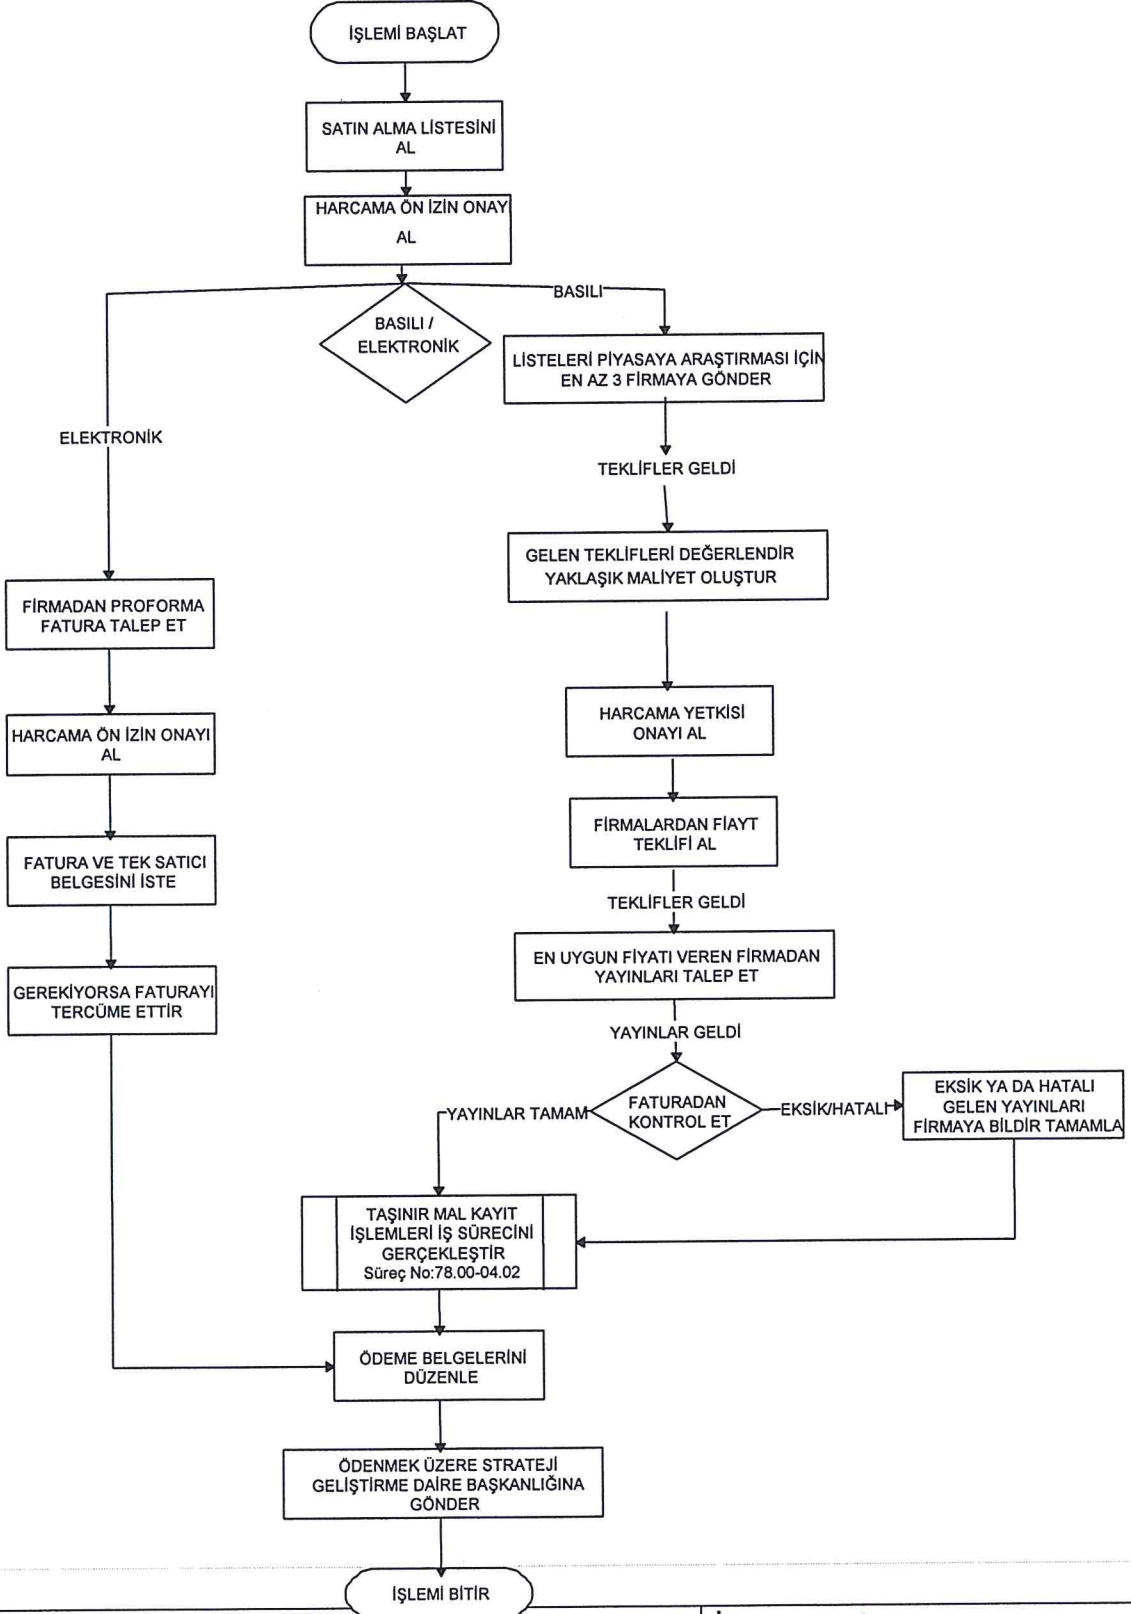 İŞLEMİ BAŞLAT
SATIN ALMA LİSTESİNİ
AL
HARCAMA ÖN İZİN ONAY
AL
BASILI
BASILI /
ELEKTRONİK
LİSTELERİ PİYASAYA ARAŞTIRMASI İÇİN
EN AZ 3 FİRMAYA GÖNDER
ELEKTRONİK
TEKLİFLER GELDİ
GELEN TEKLİFLERİ DEĞERLENDİR
YAKLAŞIK MALİYET OLUŞTUR
FİRMADAN PROFORMA
FATURA TALEP ET
HARCAMA YETKİSİ
ONAYI AL
HARCAMA ÖN İZİN ONAYI
AL
FİRMALARDAN FİAYT
TEKLİFİ AL
FATURA VE TEK SATICI
BELGESİNİ İSTE
TEKLİFLER GELDİ
EN UYGUN FİYATI VEREN FİRMADAN
YAYINLARI TALEP ET
GEREKİYORSA FATURAYI
TERCÜME ETTİR
YAYINLAR GELDİ
FATURADAN
KONTROL ET
YAYINLAR TAMAM
EKSİK/HATALI
EKSİK YA DA HATALI
GELEN YAYINLARI
FİRMAYA BİLDİR TAMAMLA
TAŞINIR MAL KAYIT
İŞLEMLERİ İŞ SÜRECİNİ
GERÇEKLEŞTİR
Süreç No:78.00-04.02
ÖDEME BELGELERİNİ
DÜZENLE
ÖDENMEK ÜZERE STRATEJİ
GELİŞTİRME DAİRE BAŞKANLIĞINA
GÖNDER
İŞLEMİ BİTİR